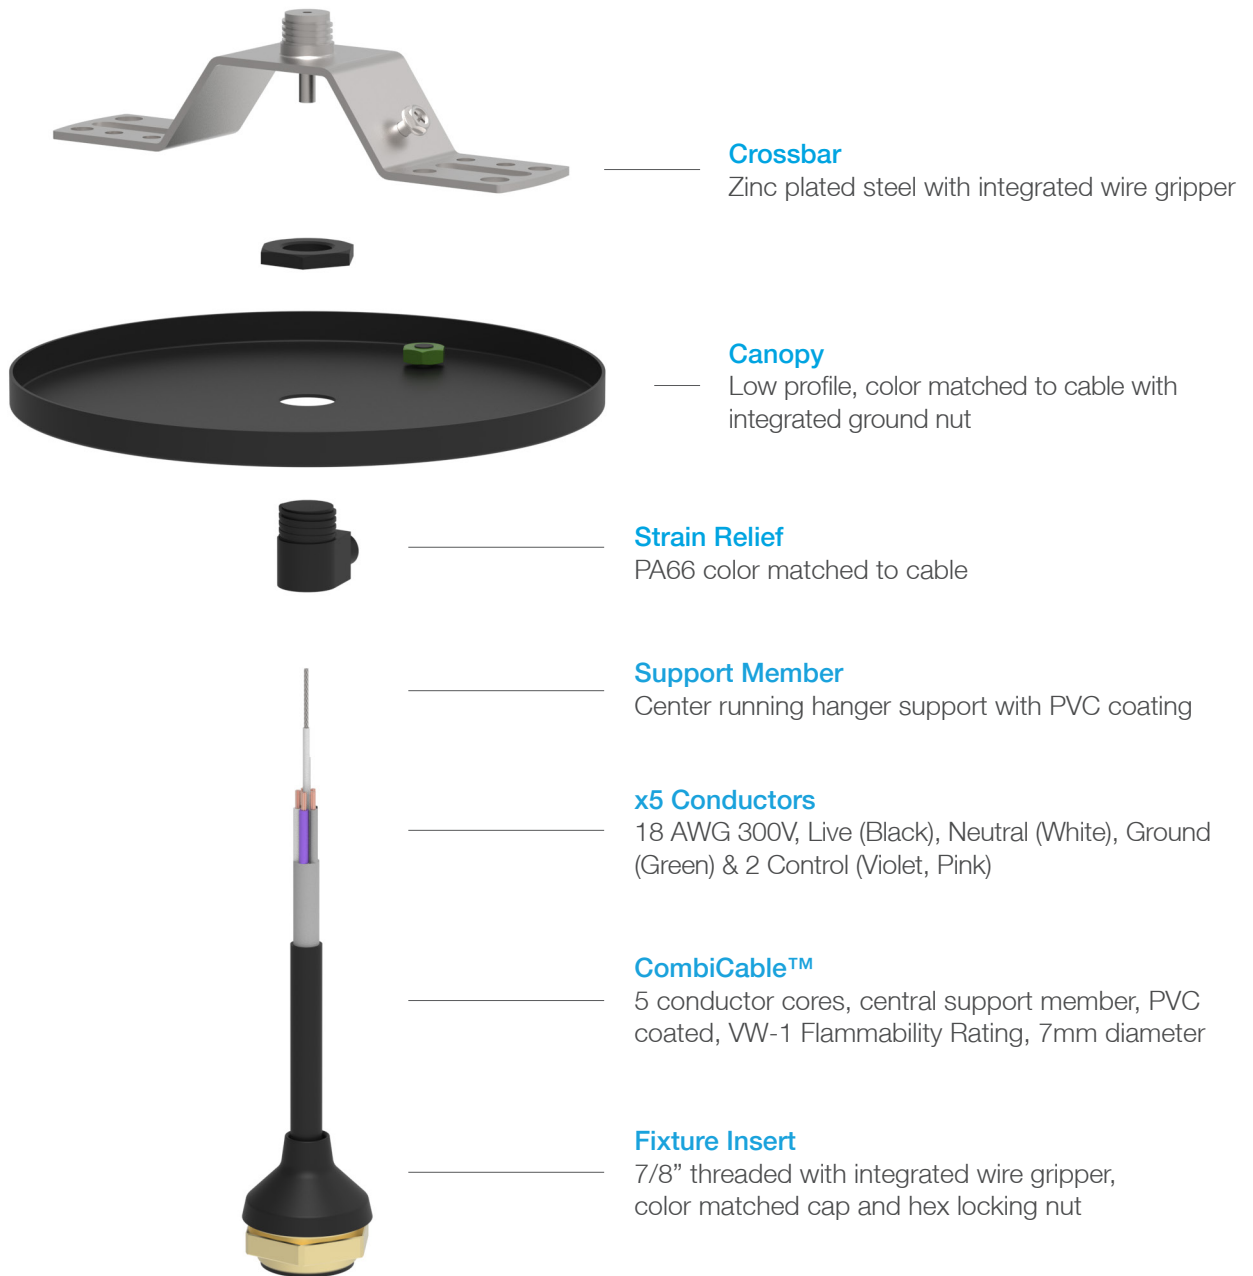 Crossbar
Zinc plated steel with integrated wire gripper
Canopy
Low profile, color matched to cable with
integrated ground nut
Strain Relief
PA66 color matched to cable
Support Member
Center running hanger support with PVC coating
x5 Conductors
18 AWG 300V, Live (Black), Neutral (White), Ground
(Green) & 2 Control (Violet, Pink)
CombiCable™
5 conductor cores, central support member, PVC
coated, VW-1 Flammability Rating, 7mm diameter
Fixture Insert
7/8” threaded with integrated wire gripper,
color matched cap and hex locking nut